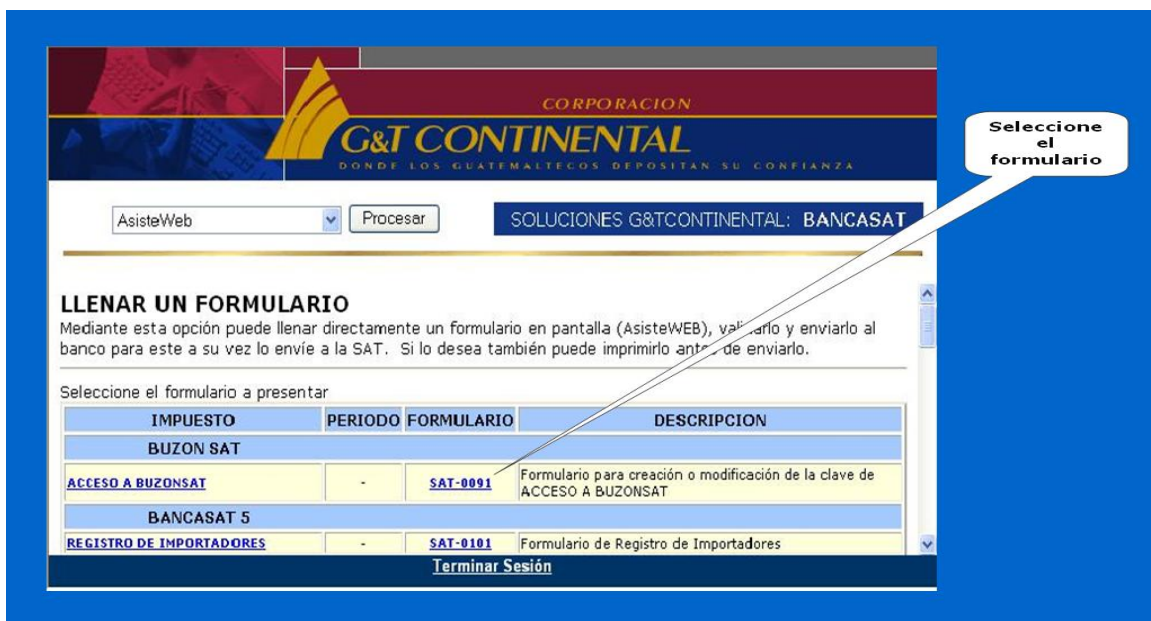 CORPORACION
G&T CONTINENTAL
DONDE LOS GUATEMALTECOS DEPOSITAN SU CONFIANZA
Seleccione
el
formulario
AsisteWeb
Procesar
SOLUCIONES G&TCONTINENTAL: BANCASAT
LLENAR UN FORMULARIO
Mediante esta opción puede llenar directamente un formulario en pantalla (AsisteWEB), validarlo y enviarlo al
banco para este a su vez lo envíe a la SAT. Si lo desea también puede imprimirlo antes de enviarlo.
Seleccione el formulario a presentar
IMPUESTO PERIODO FORMULARIO DESCRIPCION
BUZON SAT
ACCESO A BUZONSAT - SAT-0091 Formulario para creación o modificación de la clave de
ACCESO A BUZONSAT
BANCASAT 5
REGISTRO DE IMPORTADORES - SAT-0101 Formulario de Registro de Importadores
Terminar Sesión